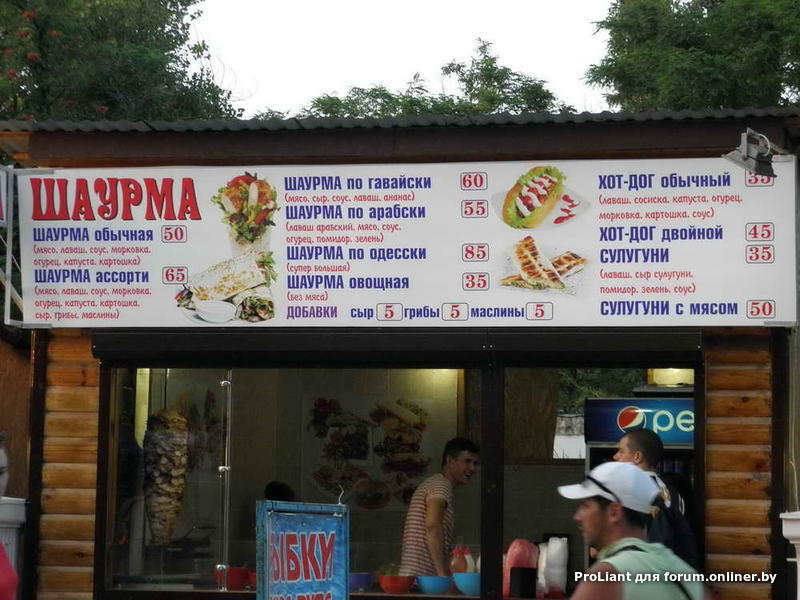 ШАУРМА
ШАУРМА обычная 50
(мясо, лаваш, соус, морковка,
огурец, капуста, картошка)
ШАУРМА ассорти 65
(мясо, лаваш, соус, морковка,
огурец, капуста, картошка,
сыр, грибы, маслины)
ШАУРМА по гавайски 60
(мясо, сыр, соус, лаваш, ананас)
ШАУРМА по арабски 55
(лаваш арабский, мясо, соус,
огурец, помидор, зелень)
ШАУРМА по одесски 85
(супер большая)
ШАУРМА овощная 35
(без мяса)
ДОБАВКИ сыр 5 грибы 5 маслины 5
ХОТ-ДОГ обычный 35
(лаваш, сосиска, капуста, огурец,
морковка, картошка, соус)
ХОТ-ДОГ двойной 45
СУЛУГУНИ 35
(лаваш, сыр сулугуни,
помидор, зелень, соус)
СУЛУГУНИ с мясом 50
pe
ЫБКИ
ProLiant для forum.onliner.by